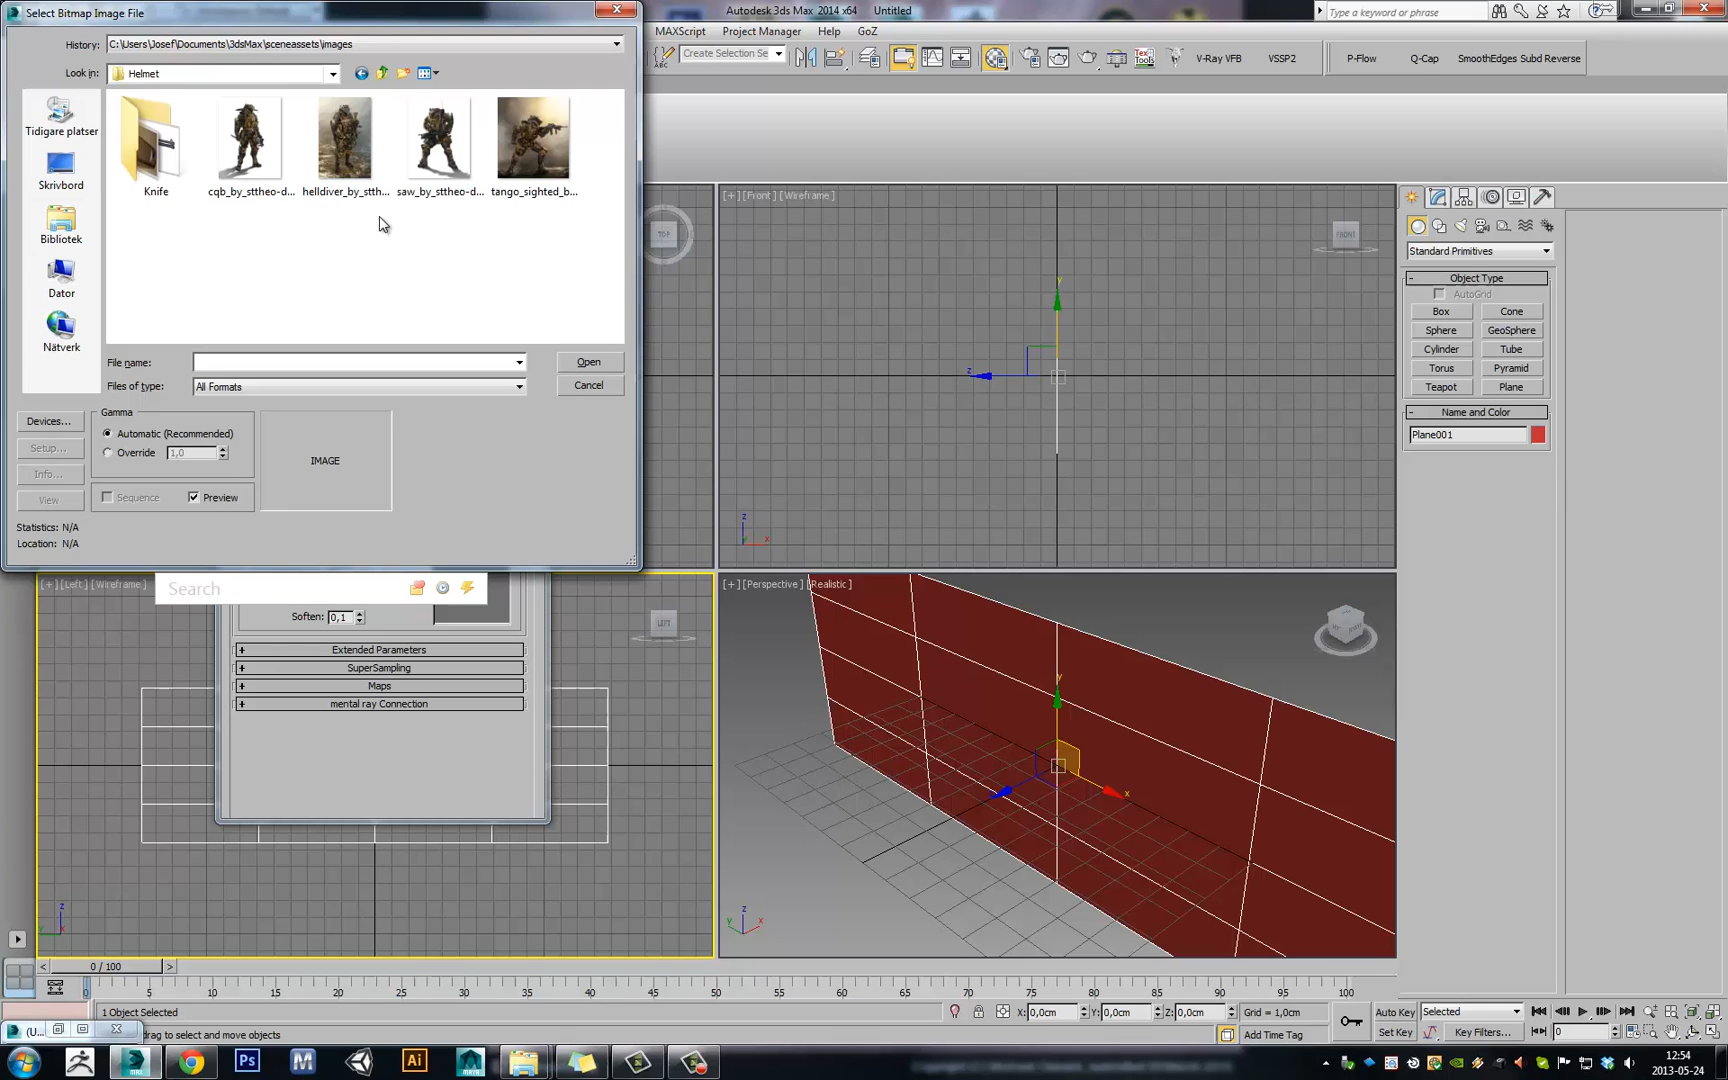 Select Bitmap Image File
Autodesk 3ds Max 2014 x64 Untitled
Type a keyword or phrase
History: C:\Users\Josef\Documents\3dsMax\sceneassets\images
MAXScript Project Manager Help GoZ
Create Selection Se
V-Ray VFB VSSP2 P-Flow Q-Cap SmoothEdges Subd Reverse
Look in: Helmet
Tidigare platser
Skrivbord
Bibliotek
Dator
Nätverk
Knife cqb_by_sttheo-d... helldiver_by_stth... saw_by_sttheo-d... tango_sighted_b...
File name: Open
Files of type: All Formats Cancel
Devices...
Setup...
Info...
View
Gamma
Automatic (Recommended)
Override 1,0
Sequence Preview
IMAGE
Statistics: N/A
Location: N/A
TOP
[+] [Front] [Wireframe]
FRONT
z y
z x
Standard Primitives
- Object Type
AutoGrid
Box Cone
Sphere GeoSphere
Cylinder Tube
Torus Pyramid
Teapot Plane
- Name and Color
Plane001
[+] [Left] [Wireframe]
LEFT
Search
Soften: 0,1
+ Extended Parameters
+ SuperSampling
+ Maps
+ mental ray Connection
[+] [Perspective] [Realistic]
y
x
z
z
y x
< 0 / 100 >
0 5 10 15 20 25 30 35 40 45 50 55 60 65 70 75 80 85 90 95 100
1 Object Selected
X: 0,0cm Y: 0,0cm Z: 0,0cm Grid = 1,0cm
Auto Key Selected
(U...
drag to select and move objects
Add Time Tag
Set Key Key Filters... 0
Ps M Ai
12:54
2013-05-24